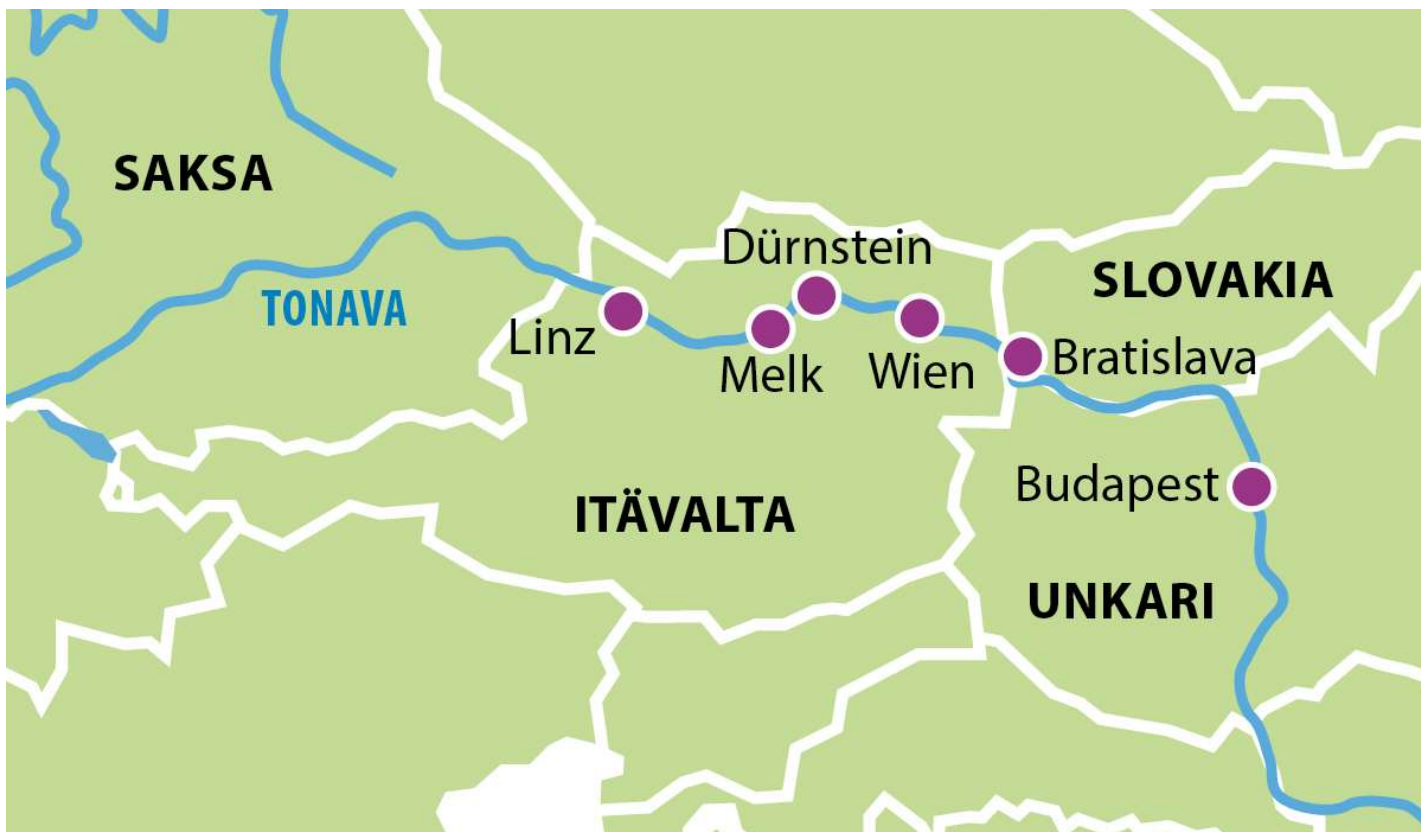 SAKSA
Dürnstein
SLOVAKIA
TONAVA
Linz
Melk
Wien
Bratislava
Budapest
ITÄVALTA
UNKARI